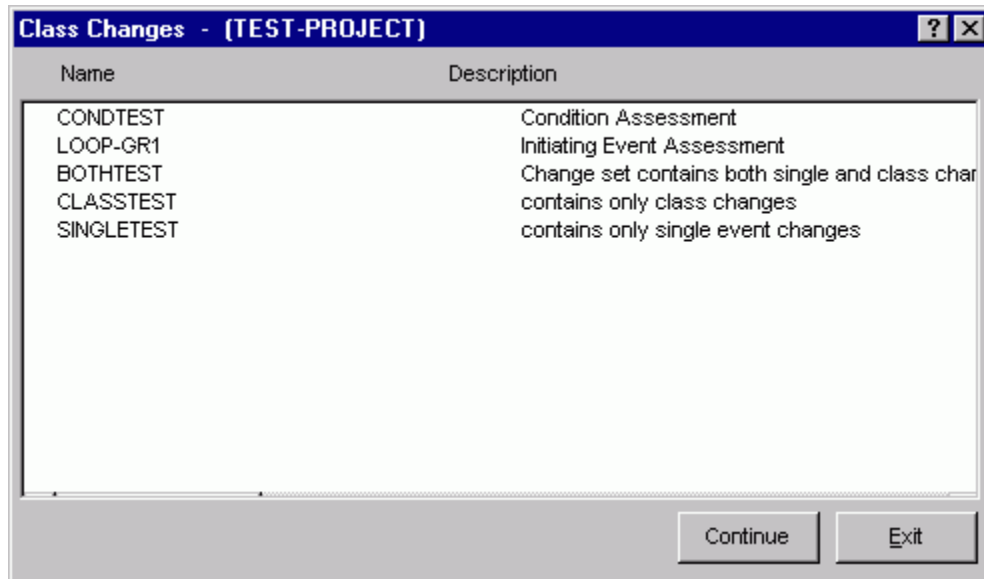 Class Changes - (TEST-PROJECT) ?
Name Description
CONDTEST Condition Assessment
LOOP-GR1 Initiating Event Assessment
BOTHTEST Change set contains both single and class
CLASSTEST contains only class changes
SINGLETEST contains only single event changes
Continue Exit